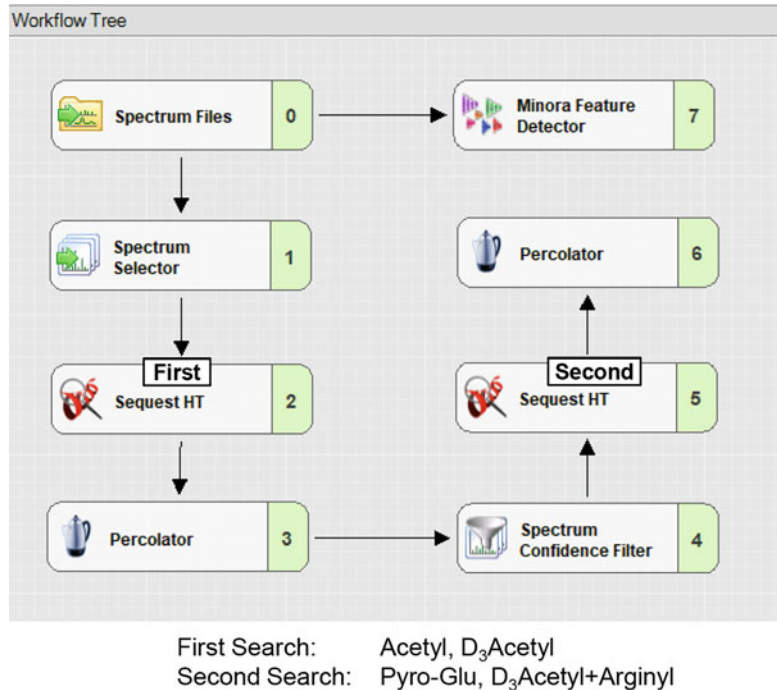 Workflow Tree
Spectrum Files 0
Minora Feature
Detector 7
Spectrum
Selector 1
Percolator 6
First
Sequest HT 2
Second
Sequest HT 5
Percolator 3
Spectrum
Confidence Filter 4
First Search: Acetyl, D₃Acetyl
Second Search: Pyro-Glu, D₃Acetyl+Arginyl